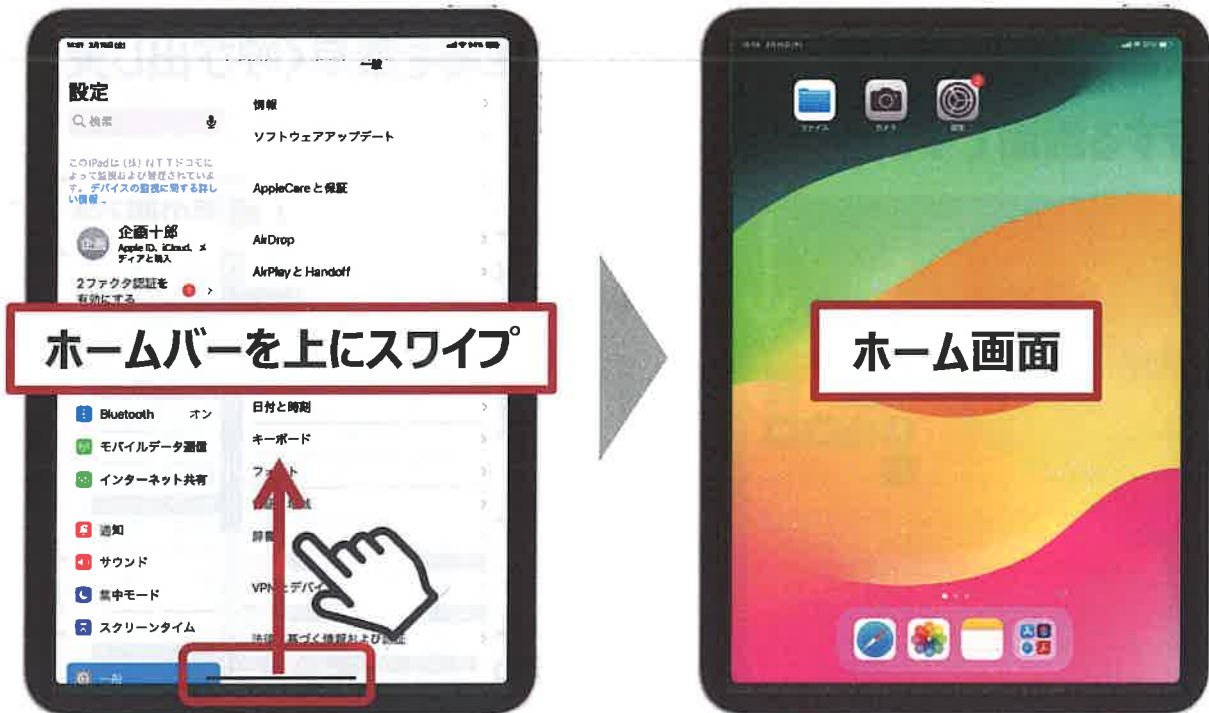 一般
設定
検索
このiPadは（株）NTTドコモに
よって監視および管理されていま
す。デバイスの監視に関する詳し
い情報...
企画
企画十郎
Apple ID、iCloud、メ
ディアと購入
2ファクタ認証を
有効にする
情報
ソフトウェアアップデート
AppleCareと保証
AirDrop
AirPlayとHandoff
ホームバーを上にスワイプ
Bluetooth オン
モバイルデータ通信
インターネット共有
通知
サウンド
集中モード
スクリーンタイム
一般
日付と時刻
キーボード
VPNとデバイ
ファイル
カメラ
設定
ホーム画面